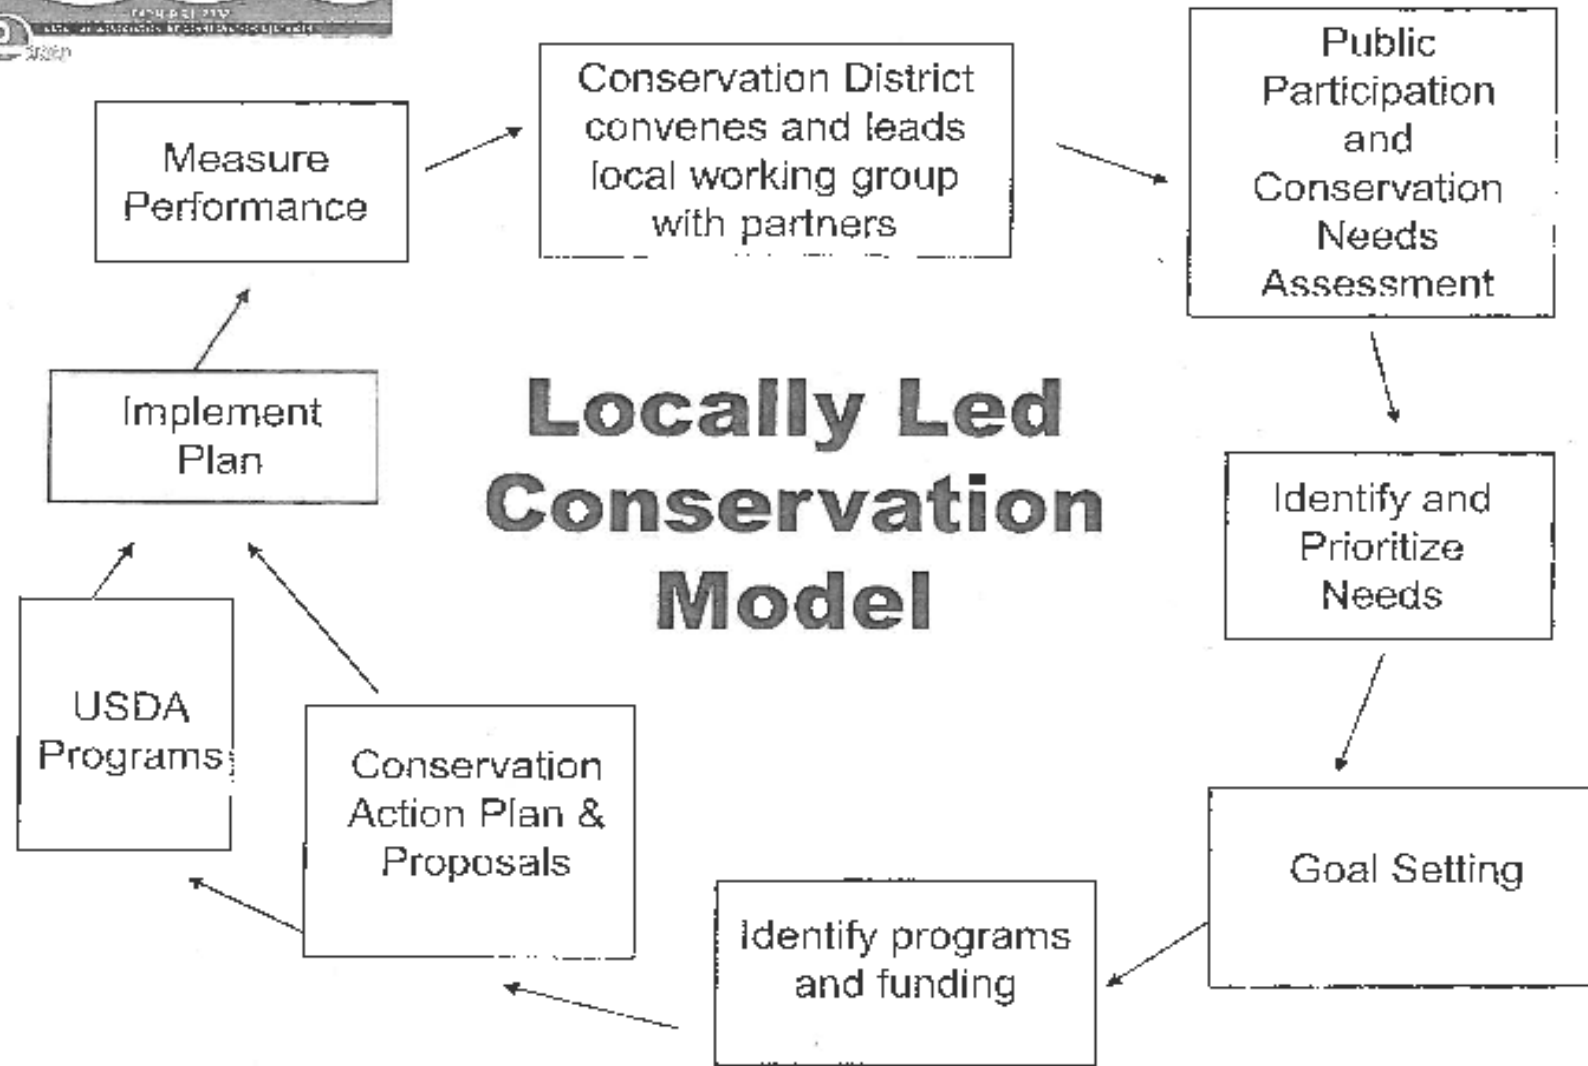 Conservation District
convenes and leads
local working group
with partners
Public
Participation
and
Conservation
Needs
Assessment
Identify and
Prioritize
Needs
Goal Setting
Identify programs
and funding
Conservation
Action Plan &
Proposals
USDA
Programs
Implement
Plan
Measure
Performance
Locally Led
Conservation
Model